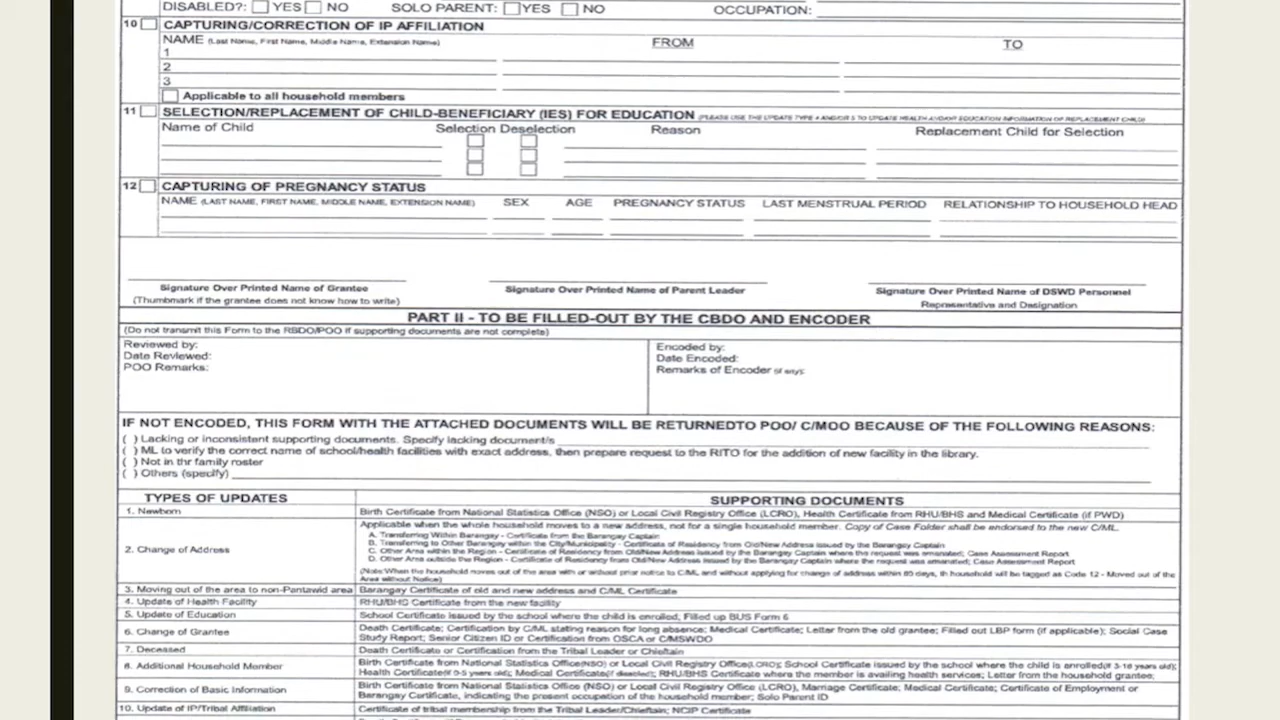 DISABLED?: YES NO SOLO PARENT: YES NO OCCUPATION:
10 CAPTURING/CORRECTION OF IP AFFILIATION
NAME (Last Name, First Name, Middle Name, Extension Name) FROM TO
1
2
3
Applicable to all household members
11 SELECTION/REPLACEMENT OF CHILD-BENEFICIARY (IES) FOR EDUCATION (PLEASE USE THE UPDATE TYPE 4 AND/OR 5 TO UPDATE HEALTH AND/OR EDUCATION INFORMATION OF REPLACEMENT CHILD)
Name of Child Selection Deselection Reason Replacement Child for Selection
12 CAPTURING OF PREGNANCY STATUS
NAME (LAST NAME, FIRST NAME, MIDDLE NAME, EXTENSION NAME) SEX AGE PREGNANCY STATUS LAST MENSTRUAL PERIOD RELATIONSHIP TO HOUSEHOLD HEAD
Signature Over Printed Name of Grantee Signature Over Printed Name of Parent Leader Signature Over Printed Name of DSWD Personnel
(Thumbmark if the grantee does not know how to write) Representative and Designation
PART II - TO BE FILLED-OUT BY THE CBDO AND ENCODER
(Do not transmit this Form to the RBDO/POO if supporting documents are not complete)
Reviewed by: Encoded by:
Date Reviewed: Date Encoded:
POO Remarks: Remarks of Encoder (if any):
IF NOT ENCODED, THIS FORM WITH THE ATTACHED DOCUMENTS WILL BE RETURNEDTO POO/ C/MOO BECAUSE OF THE FOLLOWING REASONS:
( ) Lacking or inconsistent supporting documents. Specify lacking document/s
( ) ML to verify the correct name of school/health facilities with exact address, then prepare request to the RITO for the addition of new facility in the library.
( ) Not in thr family roster
( ) Others (specify)
TYPES OF UPDATES SUPPORTING DOCUMENTS
1. Newborn Birth Certificate from National Statistics Office (NSO) or Local Civil Registry Office (LCRO), Health Certificate from RHU/BHS and Medical Certificate (if PWD)
2. Change of Address Applicable when the whole household moves to a new address, not for a single household member. Copy of Case Folder shall be endorsed to the new C/ML.
A. Transferring Within Barangay - Certificate from the Barangay Captain
B. Transferring to Other Barangay within the City/Municipality - Certificate of Residency from Old/New Address issued by the Barangay Captain
C. Other Area within the Region - Certificate of Residency from Old/New Address issued by the Barangay Captain where the request was emanated; Case Assessment Report
D. Other Area outside the Region - Certificate of Residency from Old/New Address issued by the Barangay Captain where the request was emanated; Case Assessment Report
(Note: When the household moves out of the area with or without prior notice to C/ML and without applying for change of address within days, th household will be tagged as Code 12 - Moved out of the
Area without Notice)
3. Moving out of the area to non-Pantawid area Barangay Certificate of old and new address and C/ML Certificate
4. Update of Health Facility RHU/BHS Certificate from the new facility
5. Update of Education School Certificate issued by the school where the child is enrolled, Filled up BUS Form 6
6. Change of Grantee Death Certificate; Certification by C/ML stating reason for long absence; Medical Certificate; Letter from the old grantee; Filled out LBP form (if applicable); Social Case
Study Report; Senior Citizen ID or Certification from OSCA or C/MSWDO
7. Deceased Death Certificate or Certification from the Tribal Leader or Chieftain
8. Additional Household Member Birth Certificate from National Statistics Office(NSO) or Local Civil Registry Office(LCRO); School Certificate issued by the school where the child is enrolled(if 3-18 years old);
Health Certificate(if 0-5 years old); Medical Certificate(if disabled); RHU/BHS Certificate where the member is availing health services; Letter from the household grantee;
9. Correction of Basic Information Birth Certificate from National Statistics Office (NSO) or Local Civil Registry Office (LCRO), Marriage Certificate; Medical Certificate; Certificate of Employment or
Barangay Certificate, indicating the present occupation of the household member; Solo Parent ID
10. Update of IP/Tribal Affiliation Certificate of tribal membership from the Tribal Leader/Chieftain; NCIP Certificate